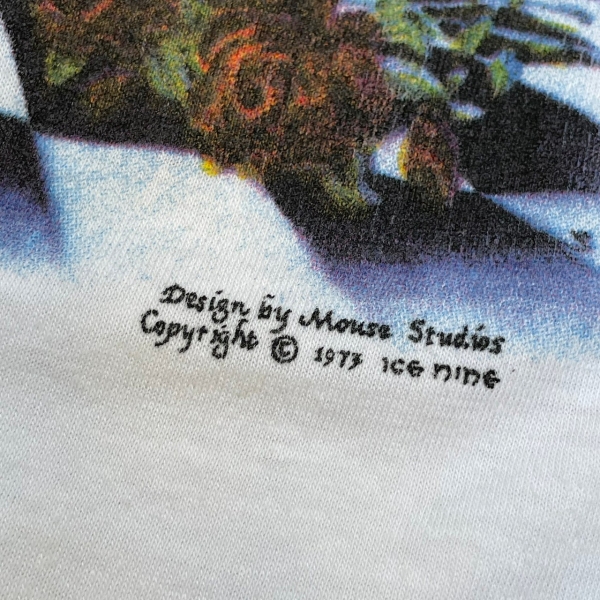 Design by Mouse Studios
Copyright © 1973 ICE NINE